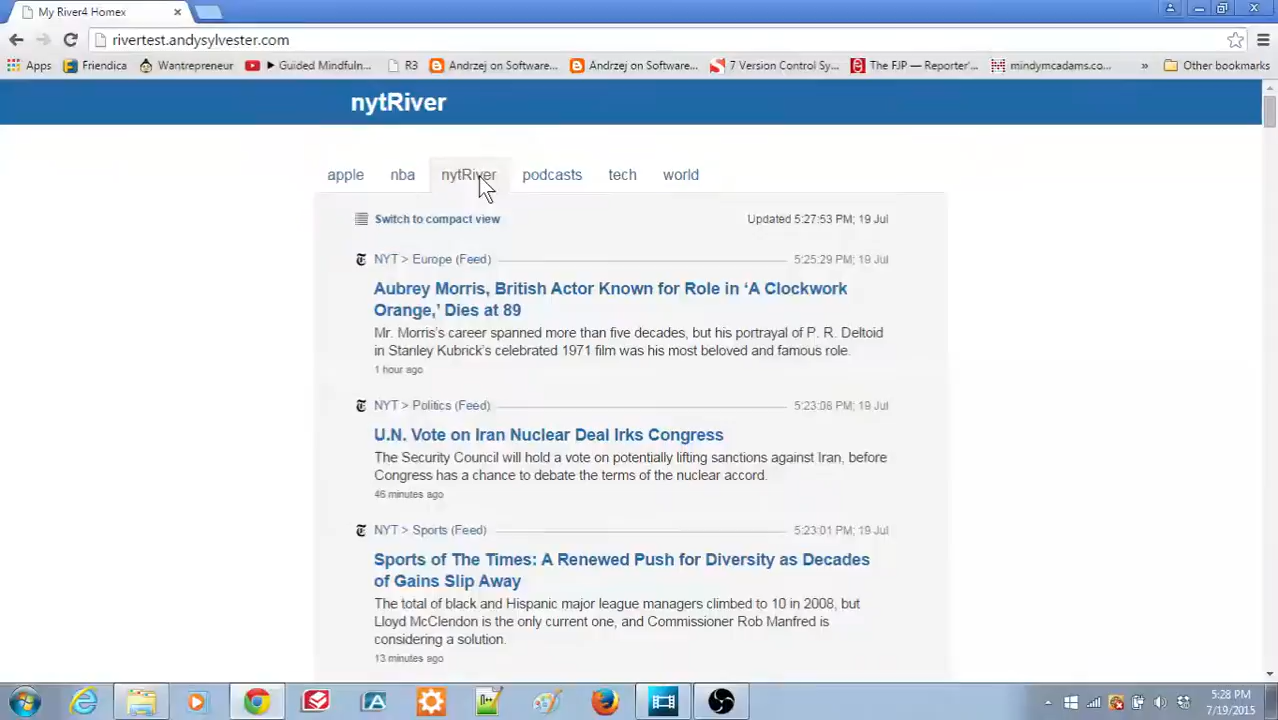 My River4 Homex
rivertest.andysylvester.com
Apps Friendica Wantrepreneur Guided Mindfuln... R3 Andrzej on Software... Andrzej on Software... 7 Version Control Sy... The FJP — Reporter'... mindymcadams.co... » Other bookmarks
nytRiver
apple nba nytRiver podcasts tech world
Switch to compact view Updated 5:27:53 PM; 19 Jul
NYT > Europe (Feed) 5:25:29 PM; 19 Jul
Aubrey Morris, British Actor Known for Role in ‘A Clockwork
Orange,’ Dies at 89
Mr. Morris’s career spanned more than five decades, but his portrayal of P. R. Deltoid
in Stanley Kubrick’s celebrated 1971 film was his most beloved and famous role.
1 hour ago
NYT > Politics (Feed) 5:23:08 PM; 19 Jul
U.N. Vote on Iran Nuclear Deal Irks Congress
The Security Council will hold a vote on potentially lifting sanctions against Iran, before
Congress has a chance to debate the terms of the nuclear accord.
46 minutes ago
NYT > Sports (Feed) 5:23:01 PM; 19 Jul
Sports of The Times: A Renewed Push for Diversity as Decades
of Gains Slip Away
The total of black and Hispanic major league managers climbed to 10 in 2008, but
Lloyd McClendon is the only current one, and Commissioner Rob Manfred is
considering a solution.
13 minutes ago
5:28 PM
7/19/2015